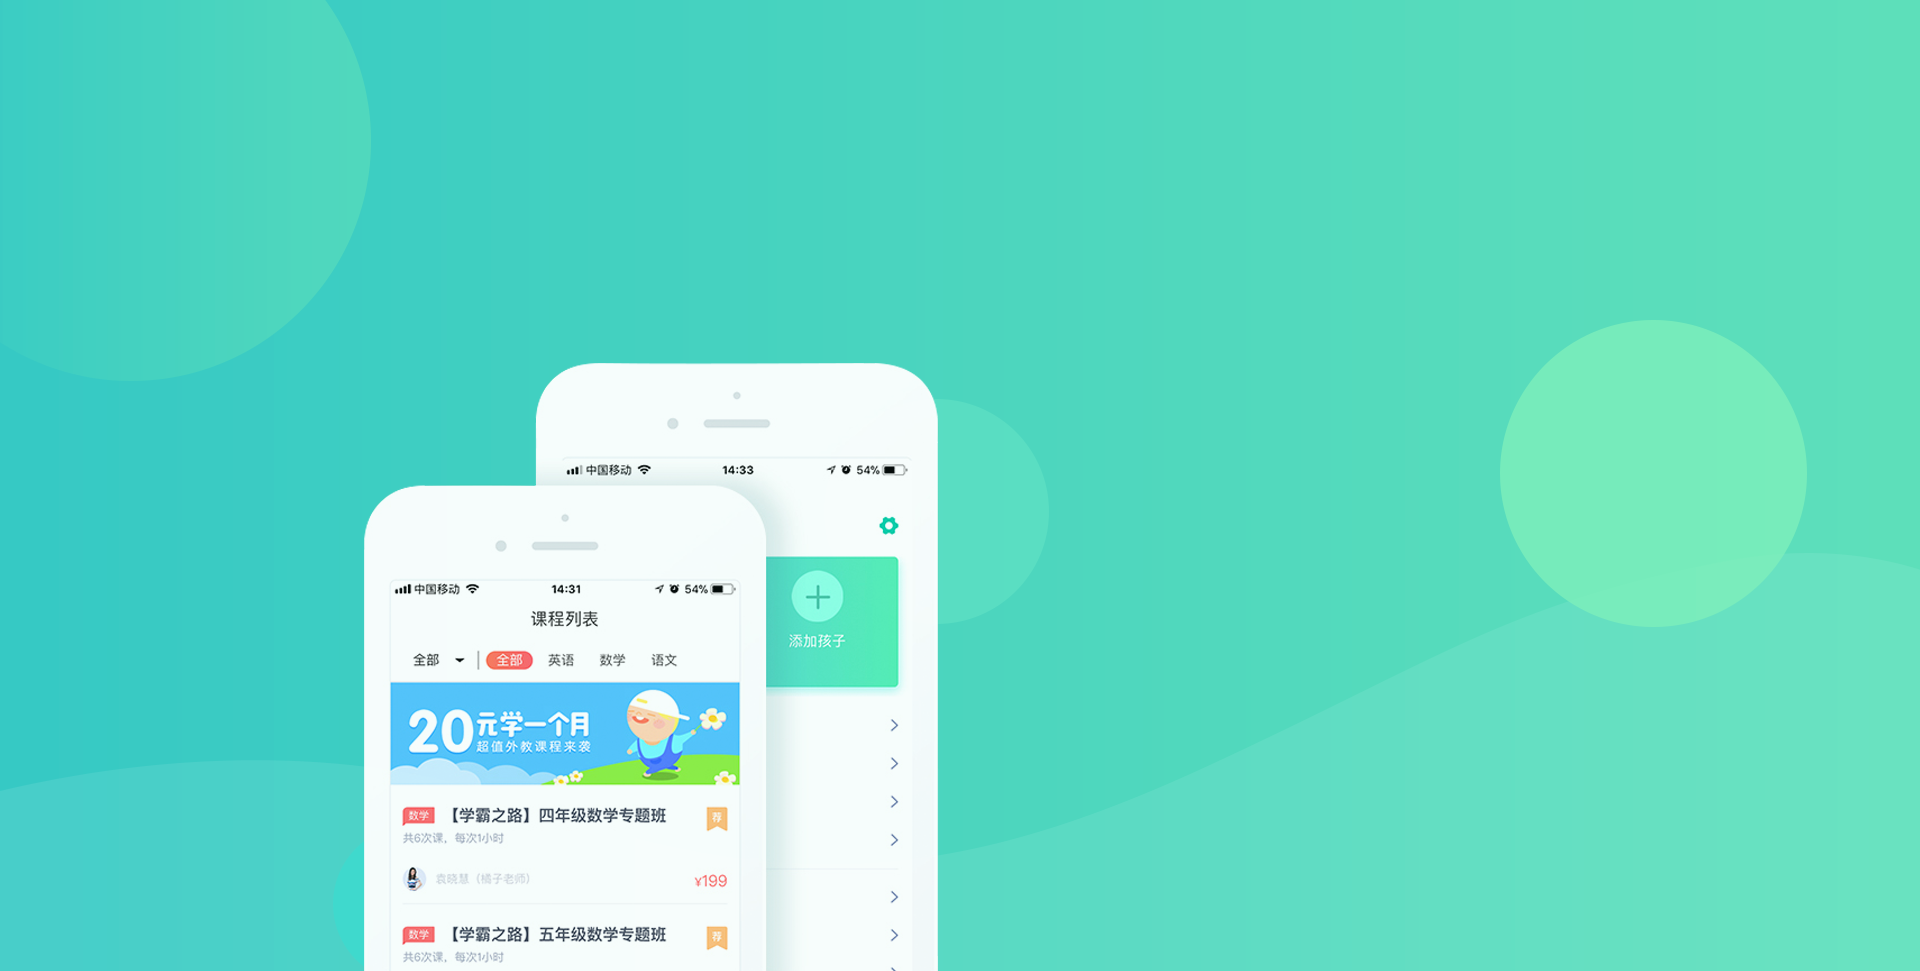 中国移动 14:33 54%
添加孩子
中国移动 14:31 54%
课程列表
全部 全部 英语 数学 语文
20元学一个月
超值外教课程来袭
数学 【学霸之路】四年级数学专题班 荐
共6次课，每次1小时
袁晓慧（橘子老师） ¥199
数学 【学霸之路】五年级数学专题班 荐
共6次课，每次1小时